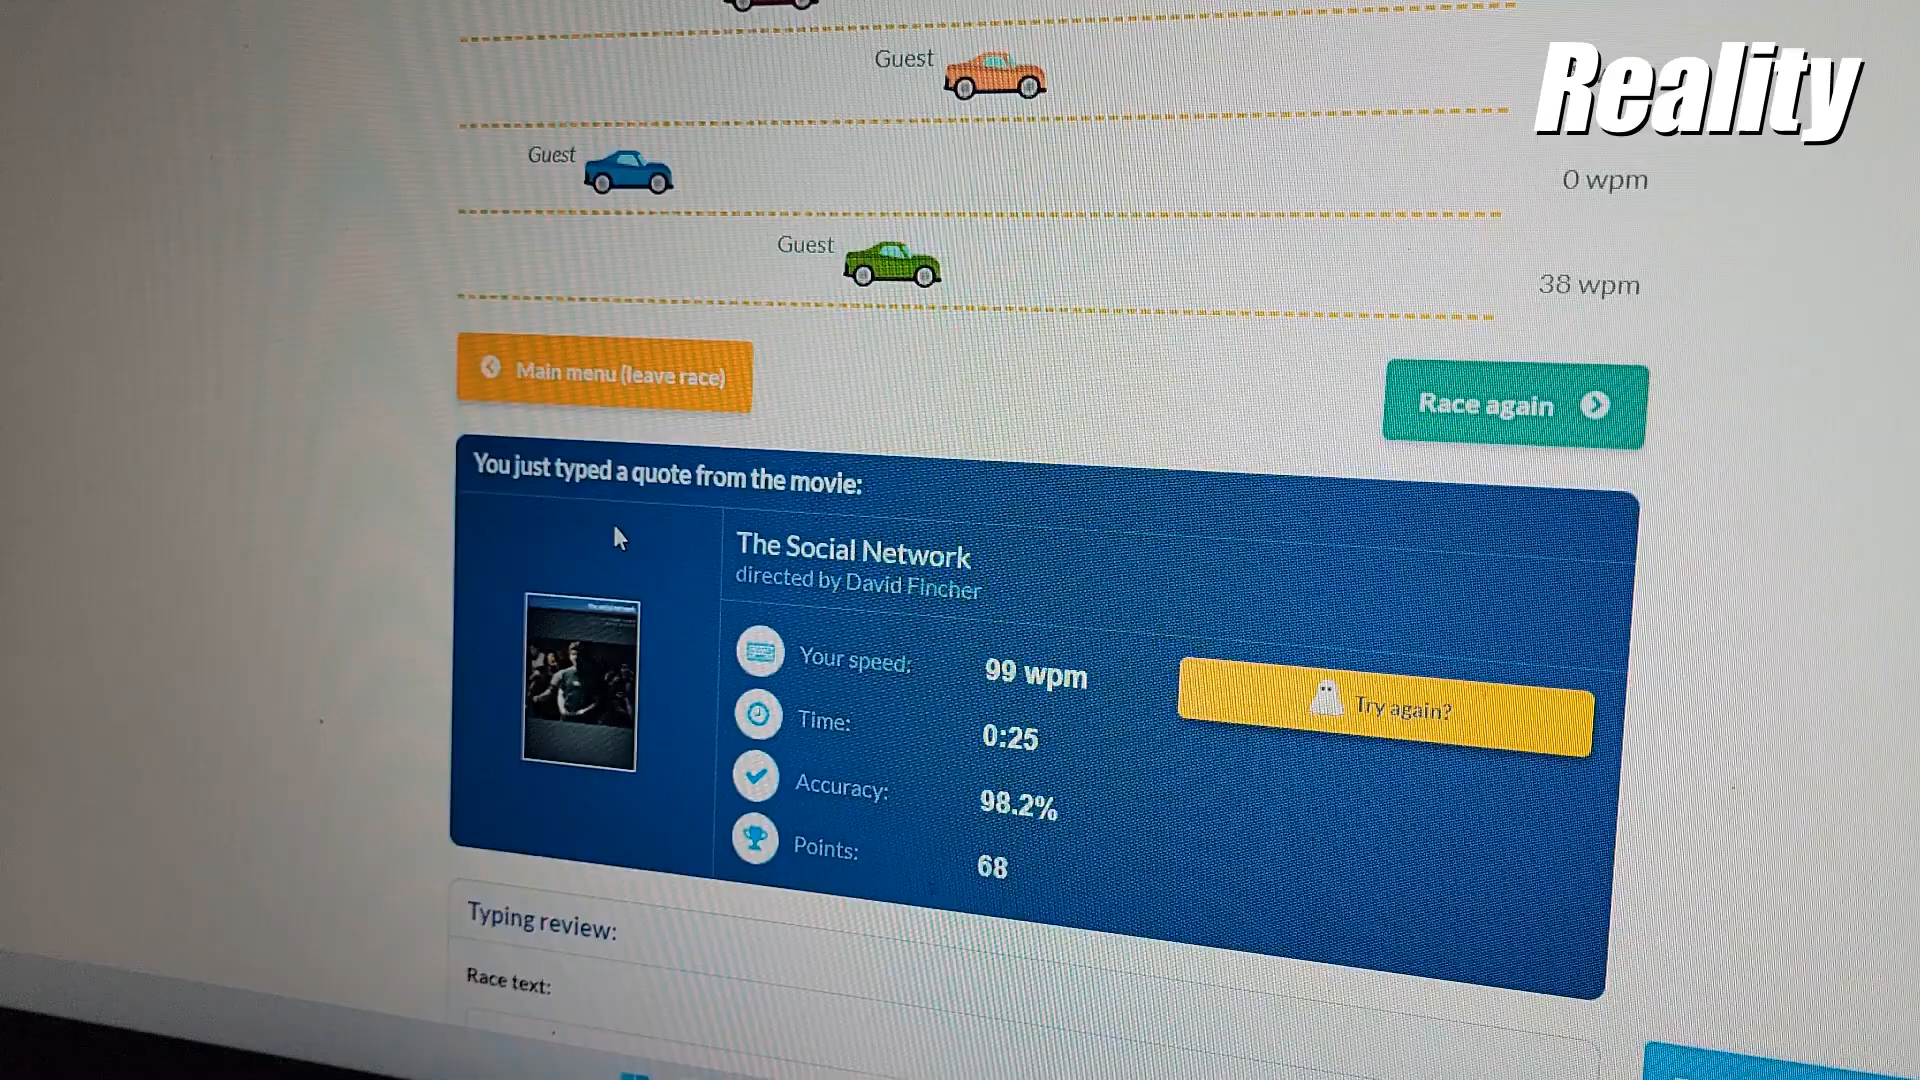 Reality
Guest
Guest
0 wpm
Guest
38 wpm
Main menu (leave race)
Race again
You just typed a quote from the movie:
The Social Network
directed by David Fincher
Your speed:
99 wpm
Try again?
Time:
0:25
Accuracy:
98.2%
Points:
68
Typing review:
Race text: